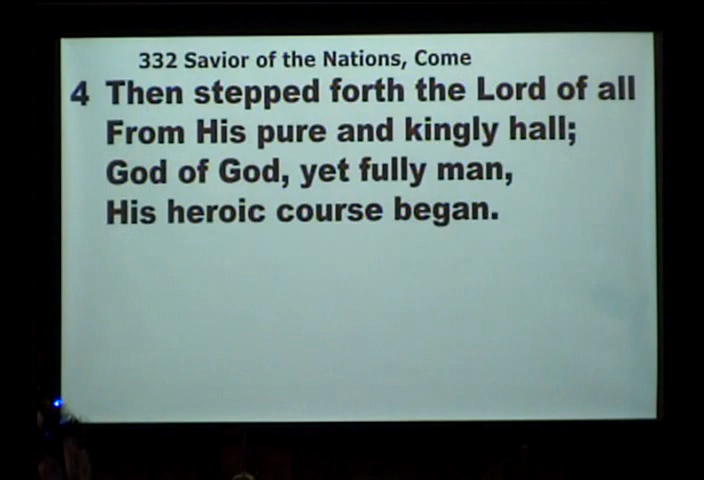 332 Savior of the Nations, Come
4 Then stepped forth the Lord of all
From His pure and kingly hall;
God of God, yet fully man,
His heroic course began.